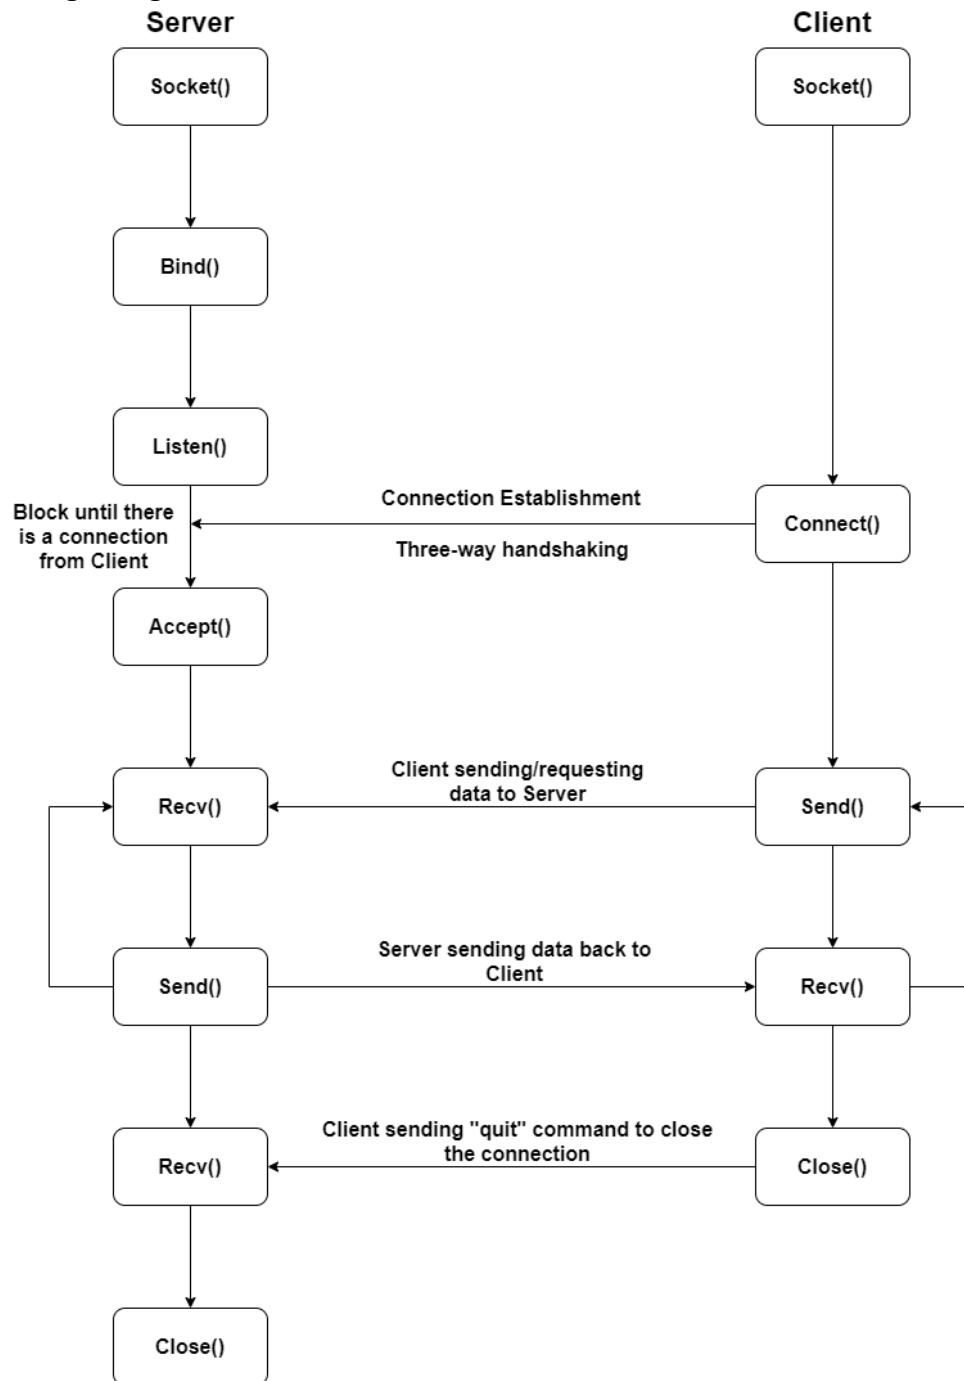 Server
Client
Socket()
Socket()
Bind()
Listen()
Block until there
is a connection
from Client
Connection Establishment
Three-way handshaking
Connect()
Accept()
Client sending/requesting
data to Server
Recv()
Send()
Server sending data back to
Client
Send()
Recv()
Client sending "quit" command to close
the connection
Recv()
Close()
Close()